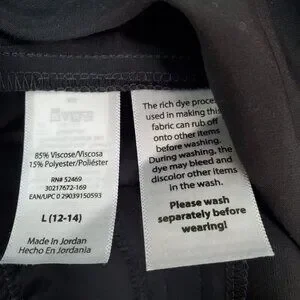 85% Viscose/Viscosa
15% Polyester/Poliéster
RN# 52469
30217672-169
EAN/UPC 0 29039150593
L (12-14)
Made In Jordan
Hecho En Jordania
The rich dye process
used in making this
fabric can rub off
onto other items
before washing.
During washing, the
dye may bleed and
discolor other items
in the wash.
Please wash
separately before
wearing!